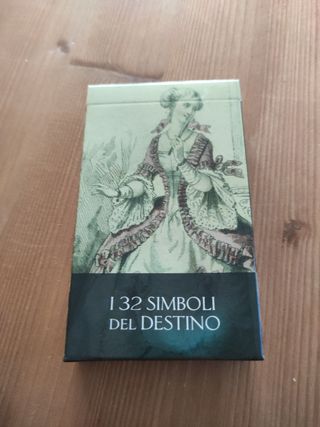 I 32 SIMBOLI
DEL DESTINO